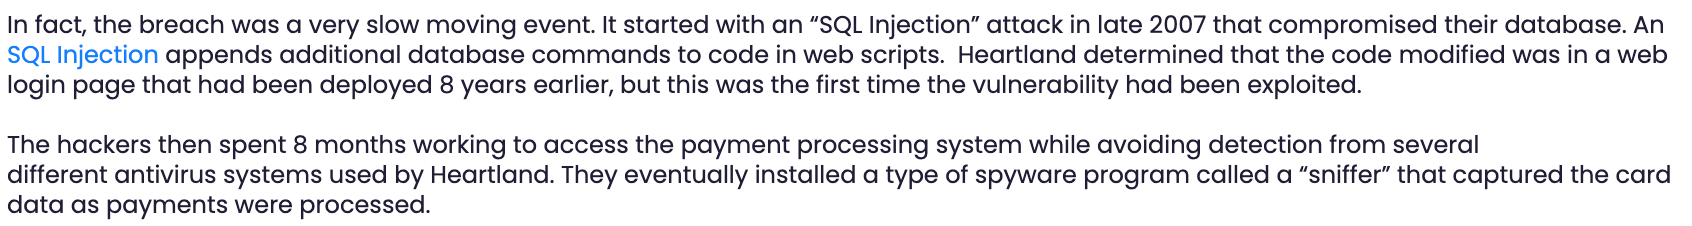 In fact, the breach was a very slow moving event. It started with an “SQL Injection” attack in late 2007 that compromised their database. An
SQL Injection appends additional database commands to code in web scripts.  Heartland determined that the code modified was in a web
login page that had been deployed 8 years earlier, but this was the first time the vulnerability had been exploited.
The hackers then spent 8 months working to access the payment processing system while avoiding detection from several
different antivirus systems used by Heartland. They eventually installed a type of spyware program called a “sniffer” that captured the card
data as payments were processed.